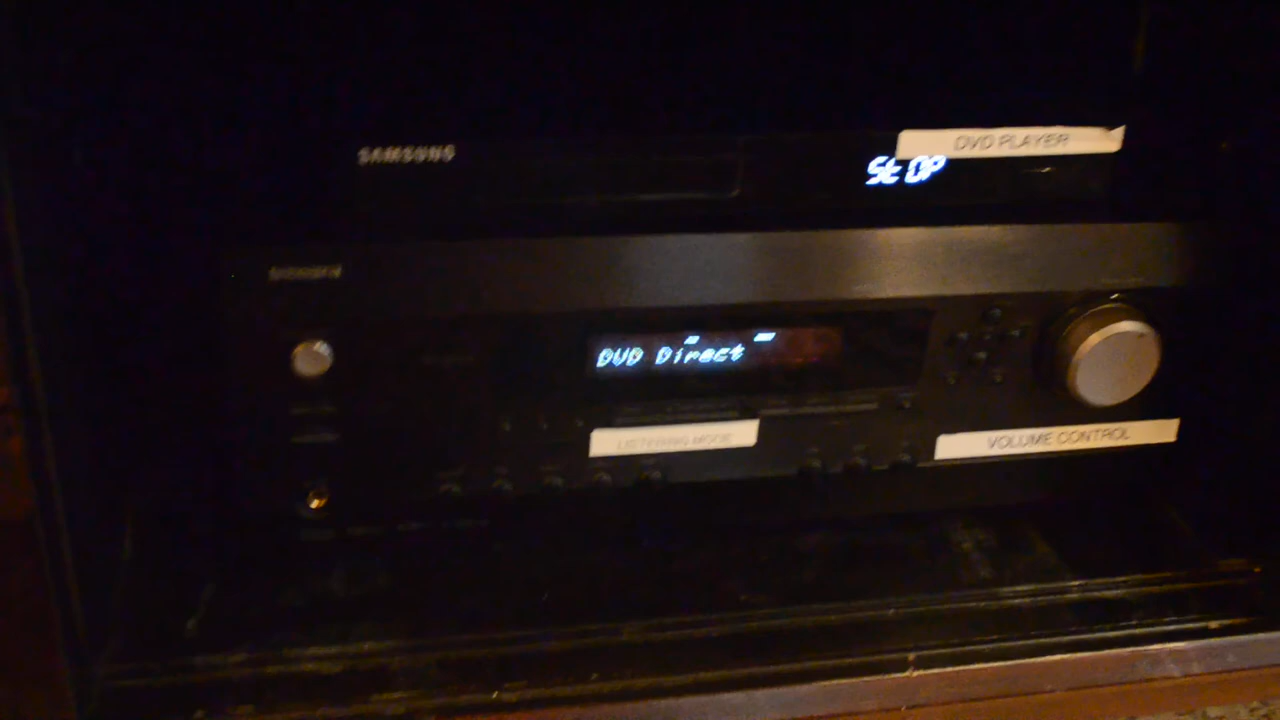 SAMSUNG
DVD PLAYER
St OP
DVD Direct
LISTENING MODE
VOLUME CONTROL